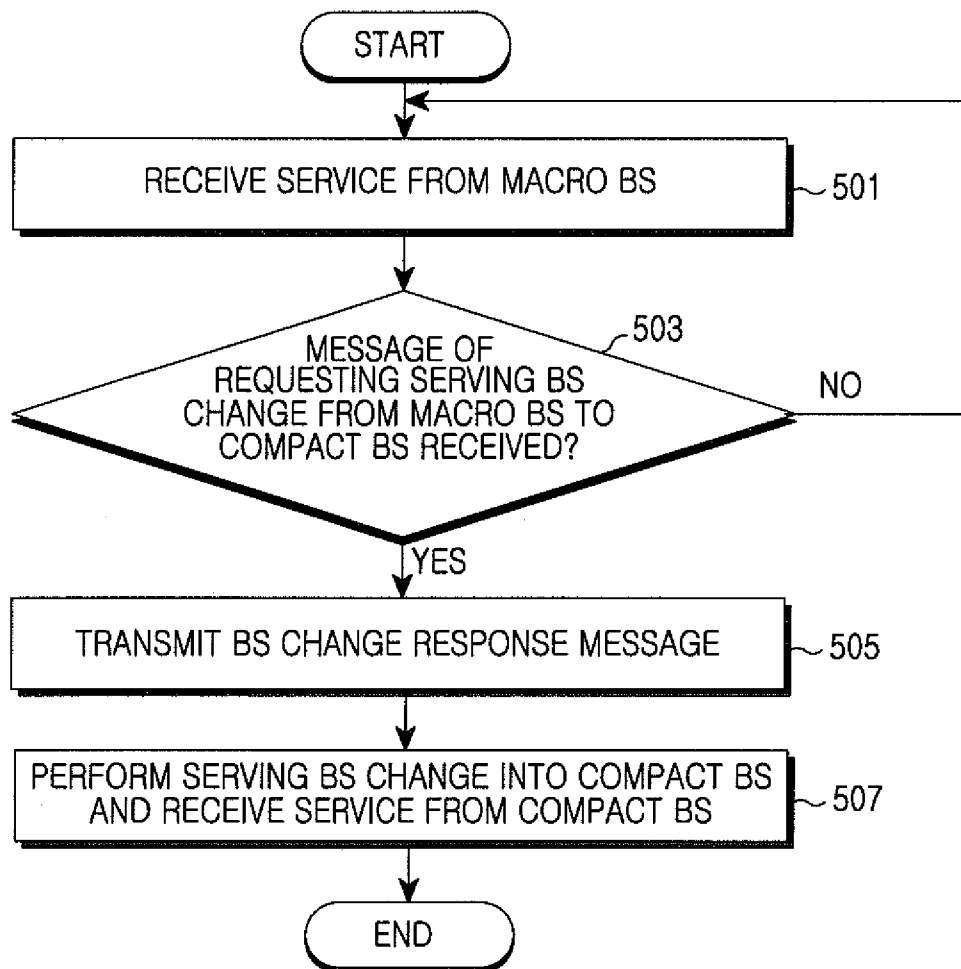 START
RECEIVE SERVICE FROM MACRO BS
501
503
MESSAGE OF
REQUESTING SERVING BS
CHANGE FROM MACRO BS TO
COMPACT BS RECEIVED?
NO
YES
TRANSMIT BS CHANGE RESPONSE MESSAGE
505
PERFORM SERVING BS CHANGE INTO COMPACT BS
AND RECEIVE SERVICE FROM COMPACT BS
507
END